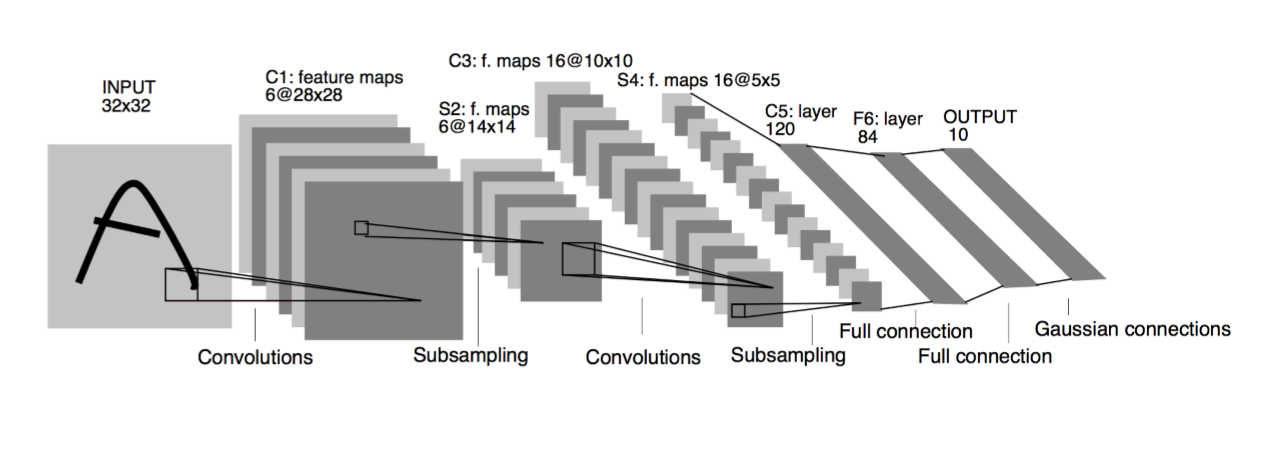 INPUT
32x32
C1: feature maps
6@28x28
S2: f. maps
6@14x14
C3: f. maps 16@10x10
S4: f. maps 16@5x5
C5: layer
120
F6: layer
84
OUTPUT
10
Convolutions
Subsampling
Convolutions
Subsampling
Full connection
Full connection
Gaussian connections
A